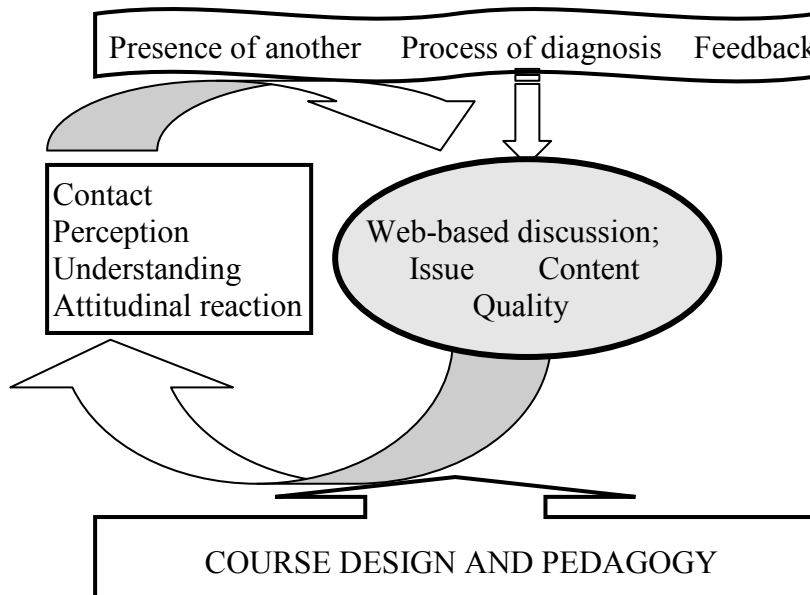 Presence of another Process of diagnosis Feedback
Contact
Perception
Understanding
Attitudinal reaction
Web-based discussion;
Issue Content
Quality
COURSE DESIGN AND PEDAGOGY